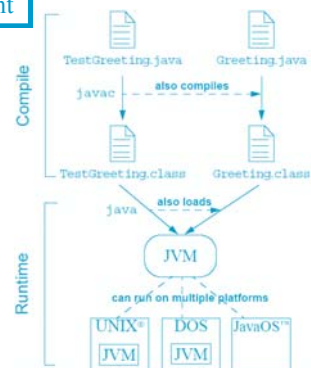 nt
TestGreeting.java Greeting.java
Compile
javac also compiles
TestGreeting.class Greeting.class
java also loads
JVM
Runtime
can run on multiple platforms
UNIX® DOS JavaOS™
JVM JVM